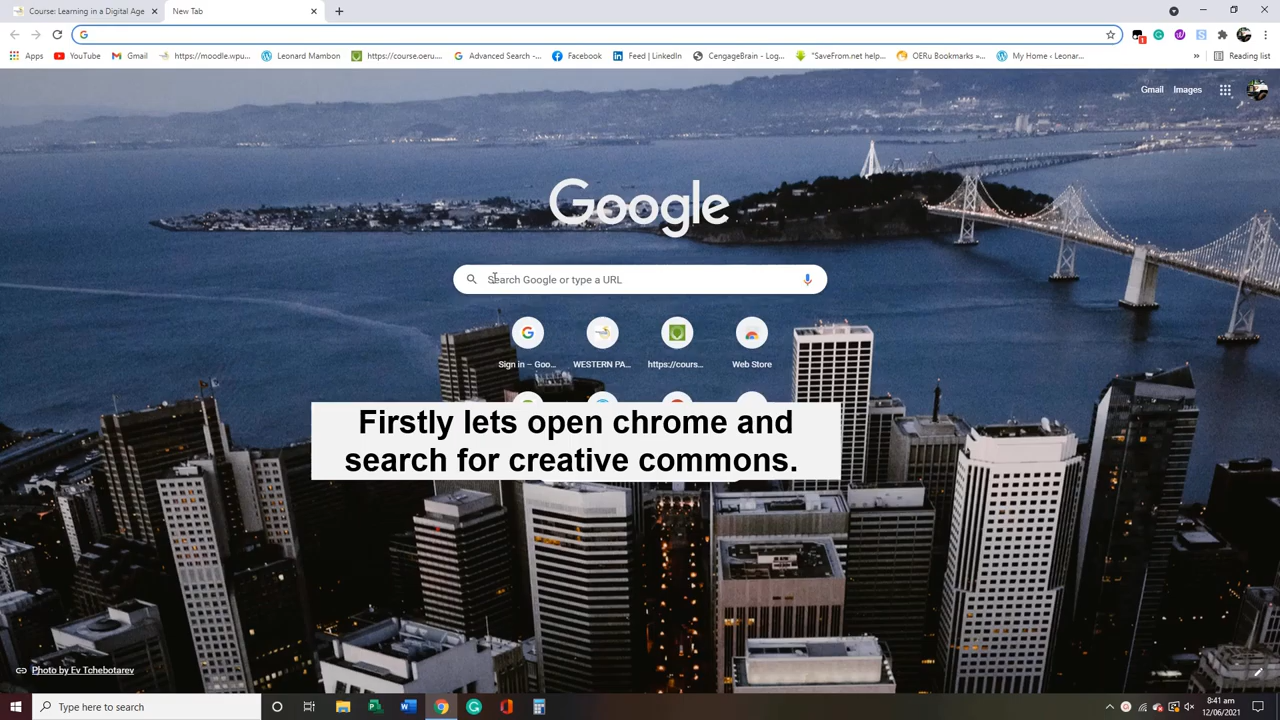 Course: Learning in a Digital Age
New Tab
Apps
YouTube
Gmail
https://moodle.wpu...
Leonard Mambon
https://course.oeru...
Advanced Search -...
Facebook
Feed | LinkedIn
CengageBrain - Log...
"SaveFrom.net help...
OERu Bookmarks »...
My Home ‹ Leonar...
»
Reading list
Gmail
Images
Google
Search Google or type a URL
Sign in – Goo...
WESTERN PA...
https://cours...
Web Store
Firstly lets open chrome and
search for creative commons.
Photo by Ev Tchebotarev
Type here to search
8:41 am
12/06/2021